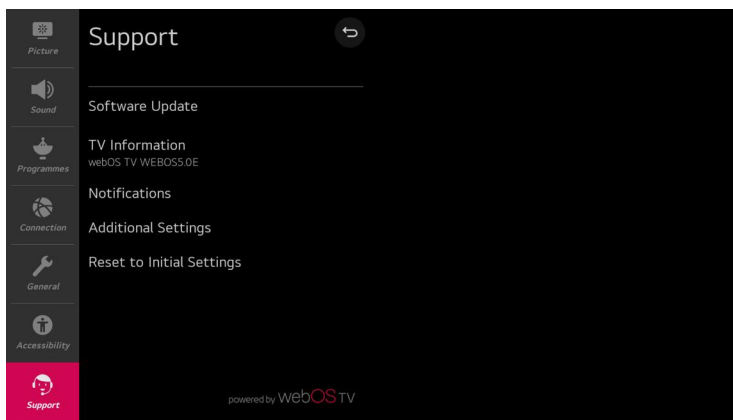 Picture
Sound
Programmes
Connection
General
Accessibility
Support
Support
Software Update
TV Information
webOS TV WEBOS5.0E
Notifications
Additional Settings
Reset to Initial Settings
powered by webOS TV